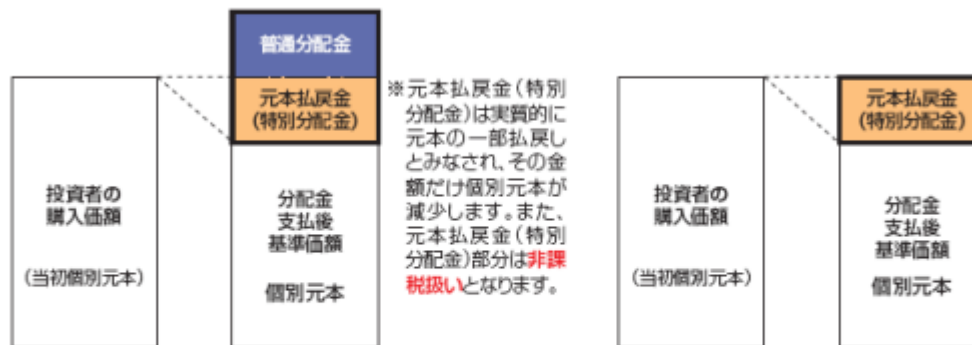 普通分配金
元本払戻金
(特別分配金)
投資者の
購入価額
(当初個別元本)
分配金
支払後
基準価額
個別元本
※元本払戻金(特別
分配金)は実質的に
元本の一部払戻し
とみなされ、その金
額だけ個別元本が
減少します。また、
元本払戻金(特別
分配金)部分は非課
税扱いとなります。
元本払戻金
(特別分配金)
投資者の
購入価額
(当初個別元本)
分配金
支払後
基準価額
個別元本